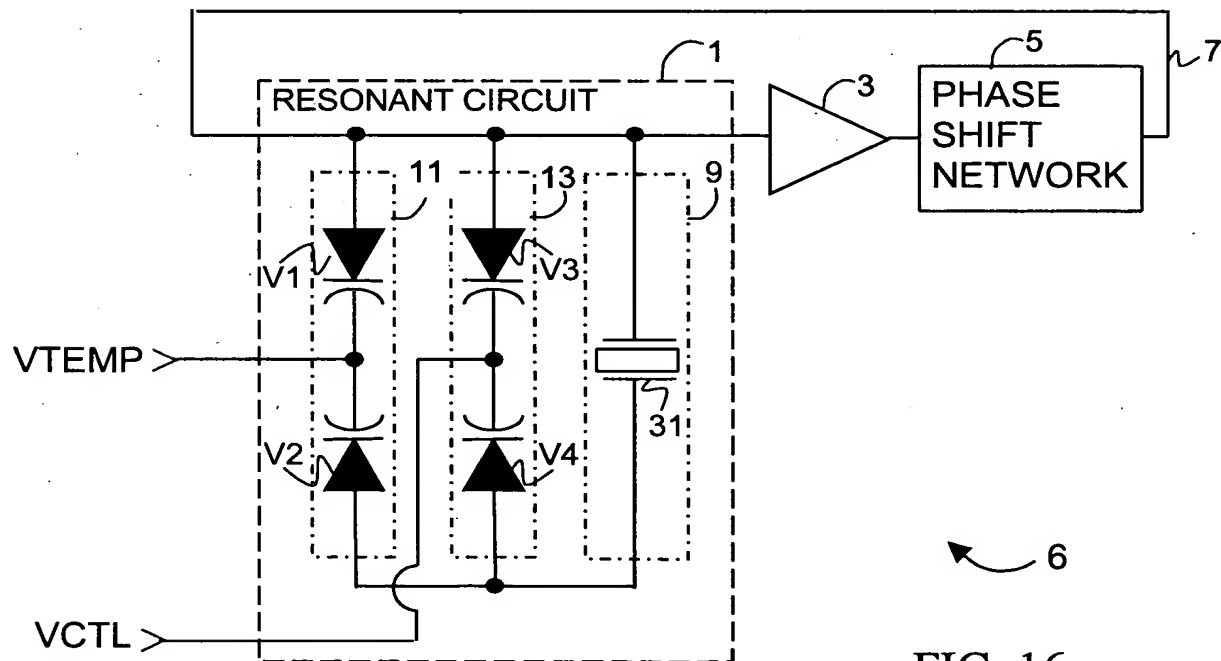 1
5
7
3
RESONANT CIRCUIT
PHASE
SHIFT
NETWORK
11
13
9
V1
V3
VTEMP
31
V2
V4
6
VCTL
FIG. 16